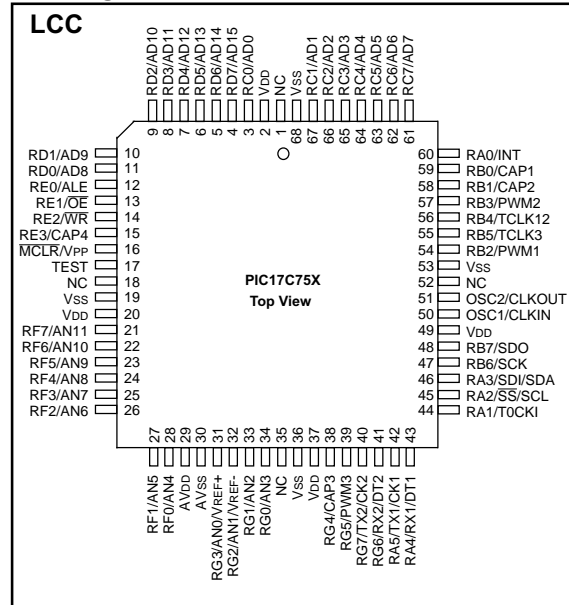 LCC
RD2/AD10
RD3/AD11
RD4/AD12
RD5/AD13
RD6/AD14
RD7/AD15
RC0/AD0
VDD
NC
VSS
RC1/AD1
RC2/AD2
RC3/AD3
RC4/AD4
RC5/AD5
RC6/AD6
RC7/AD7
9
8
7
6
5
4
3
2
1
68
67
66
65
64
63
62
61
RD1/AD9 10
RD0/AD8 11
RE0/ALE 12
RE1/OE 13
RE2/WR 14
RE3/CAP4 15
MCLR/VPP 16
TEST 17
NC 18
VSS 19
VDD 20
RF7/AN11 21
RF6/AN10 22
RF5/AN9 23
RF4/AN8 24
RF3/AN7 25
RF2/AN6 26
PIC17C75X
Top View
60 RA0/INT
59 RB0/CAP1
58 RB1/CAP2
57 RB3/PWM2
56 RB4/TCLK12
55 RB5/TCLK3
54 RB2/PWM1
53 VSS
52 NC
51 OSC2/CLKOUT
50 OSC1/CLKIN
49 VDD
48 RB7/SDO
47 RB6/SCK
46 RA3/SDI/SDA
45 RA2/SS/SCL
44 RA1/T0CKI
27
28
29
30
31
32
33
34
35
36
37
38
39
40
41
42
43
RF1/AN5
RF0/AN4
AVDD
AVSS
RG3/AN0/VREF+
RG2/AN1/VREF-
RG1/AN2
RG0/AN3
NC
VSS
VDD
RG4/CAP3
RG5/PWM3
RG7/TX2/CK2
RG6/RX2/DT2
RA5/TX1/CK1
RA4/RX1/DT1